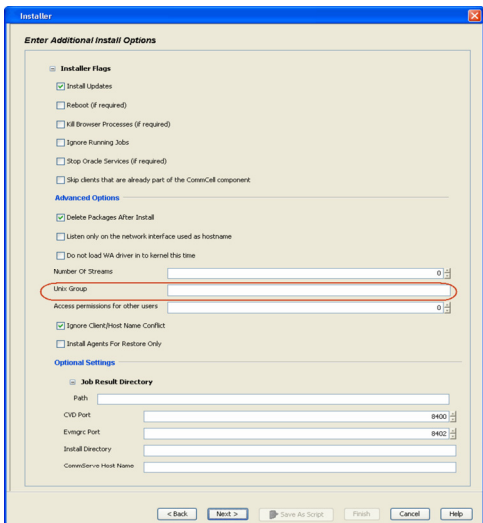 Installer
Enter Additional Install Options
Installer Flags
Install Updates
Reboot (if required)
Kill Browser Processes (if required)
Ignore Running Jobs
Stop Oracle Services (if required)
Skip clients that are already part of the CommCell component
Advanced Options
Delete Packages After Install
Listen only on the network interface used as hostname
Do not load WA driver in to kernel this time
Number Of Streams 0
Unix Group
Access permissions for other users 0
Ignore Client/Host Name Conflict
Install Agents For Restore Only
Optional Settings
Job Result Directory
Path
CVD Port 8400
Evmgrc Port 8402
Install Directory
CommServe Host Name
< Back Next > Save As Script Finish Cancel Help